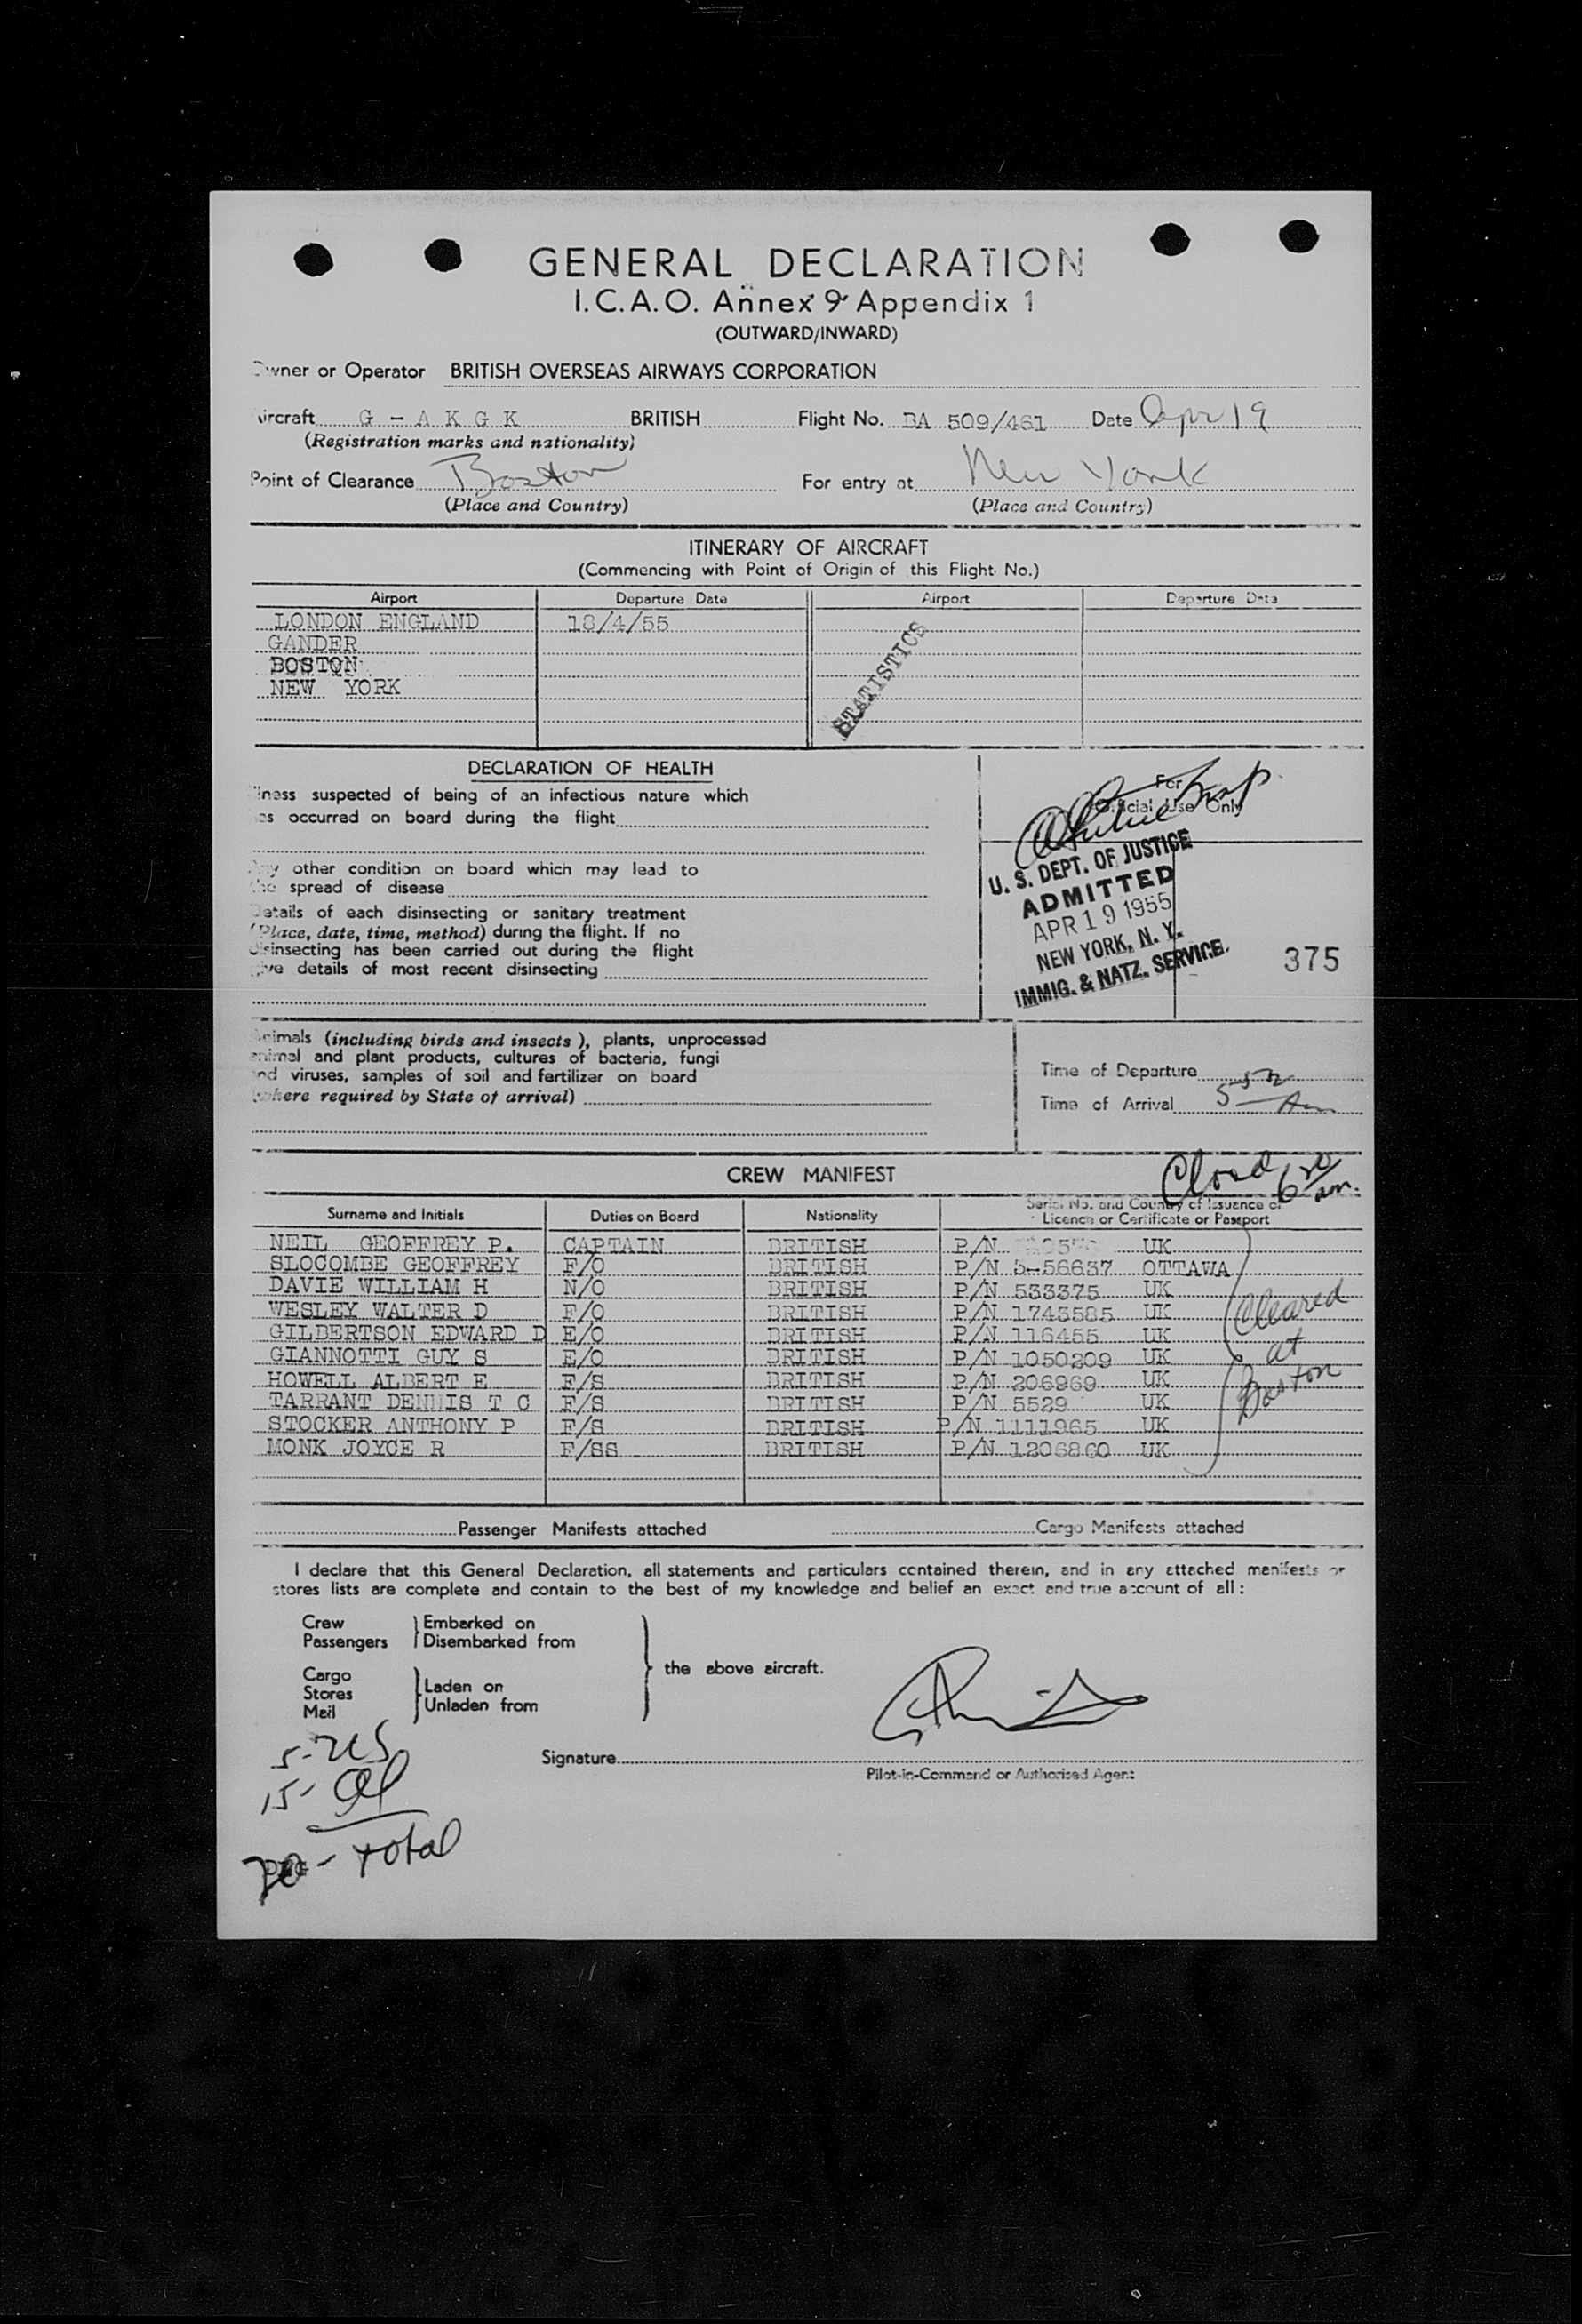 GENERAL DECLARATION
I.C.A.O. Annex 9 Appendix 1
(OUTWARD/INWARD)
Owner or Operator BRITISH OVERSEAS AIRWAYS CORPORATION
Aircraft G - A K G K BRITISH Flight No. BA 509/461 Date Apr 19
(Registration marks and nationality)
Point of Clearance Boston For entry at New York
(Place and Country) (Place and Country)
ITINERARY OF AIRCRAFT
(Commencing with Point of Origin of this Flight No.)
Airport Departure Date Airport Departure Date
LONDON ENGLAND 18/4/55
GANDER
BOSTON
NEW YORK
STATISTICS
DECLARATION OF HEALTH
Illness suspected of being of an infectious nature which
has occurred on board during the flight
Any other condition on board which may lead to
the spread of disease
Details of each disinsecting or sanitary treatment
(Place, date, time, method) during the flight. If no
disinsecting has been carried out during the flight
give details of most recent disinsecting
For
Official Use Only
U. S. DEPT. OF JUSTICE
ADMITTED
APR 19 1955
NEW YORK, N. Y.
IMMIG. & NATZ. SERVICE.
375
Animals (including birds and insects), plants, unprocessed
animal and plant products, cultures of bacteria, fungi
and viruses, samples of soil and fertilizer on board
(where required by State of arrival)
Time of Departure
Time of Arrival
CREW MANIFEST
Closed 6 30 am.
Surname and Initials Duties on Board Nationality Serial No. and Country of Issuance of
Licence or Certificate or Passport
NEIL GEOFFREY P. CAPTAIN BRITISH P/N UK
SLOCOMBE GEOFFREY F/O BRITISH P/N 5-56637 OTTAWA
DAVIE WILLIAM H N/O BRITISH P/N 533375 UK
WESLEY WALTER D F/O BRITISH P/N 1743585 UK
GILBERTSON EDWARD D E/O BRITISH P/N 116455 UK
GIANNOTTI GUY S E/O BRITISH P/N 1050209 UK
HOWELL ALBERT E F/S BRITISH P/N 206969 UK
TARRANT DENNIS T C F/S BRITISH P/N 5529 UK
STOCKER ANTHONY P F/S BRITISH P/N 1111965 UK
MONK JOYCE R F/SS BRITISH P/N 1206860 UK
Cleared
at
Boston
Passenger Manifests attached Cargo Manifests attached
I declare that this General Declaration, all statements and particulars contained therein, and in any attached manifests or
stores lists are complete and contain to the best of my knowledge and belief an exact and true account of all :
Crew Embarked on
Passengers Disembarked from
the above aircraft.
Cargo
Stores Laden on
Mail Unladen from
Signature
Pilot-in-Command or Authorised Agent
5-
15-
20- total